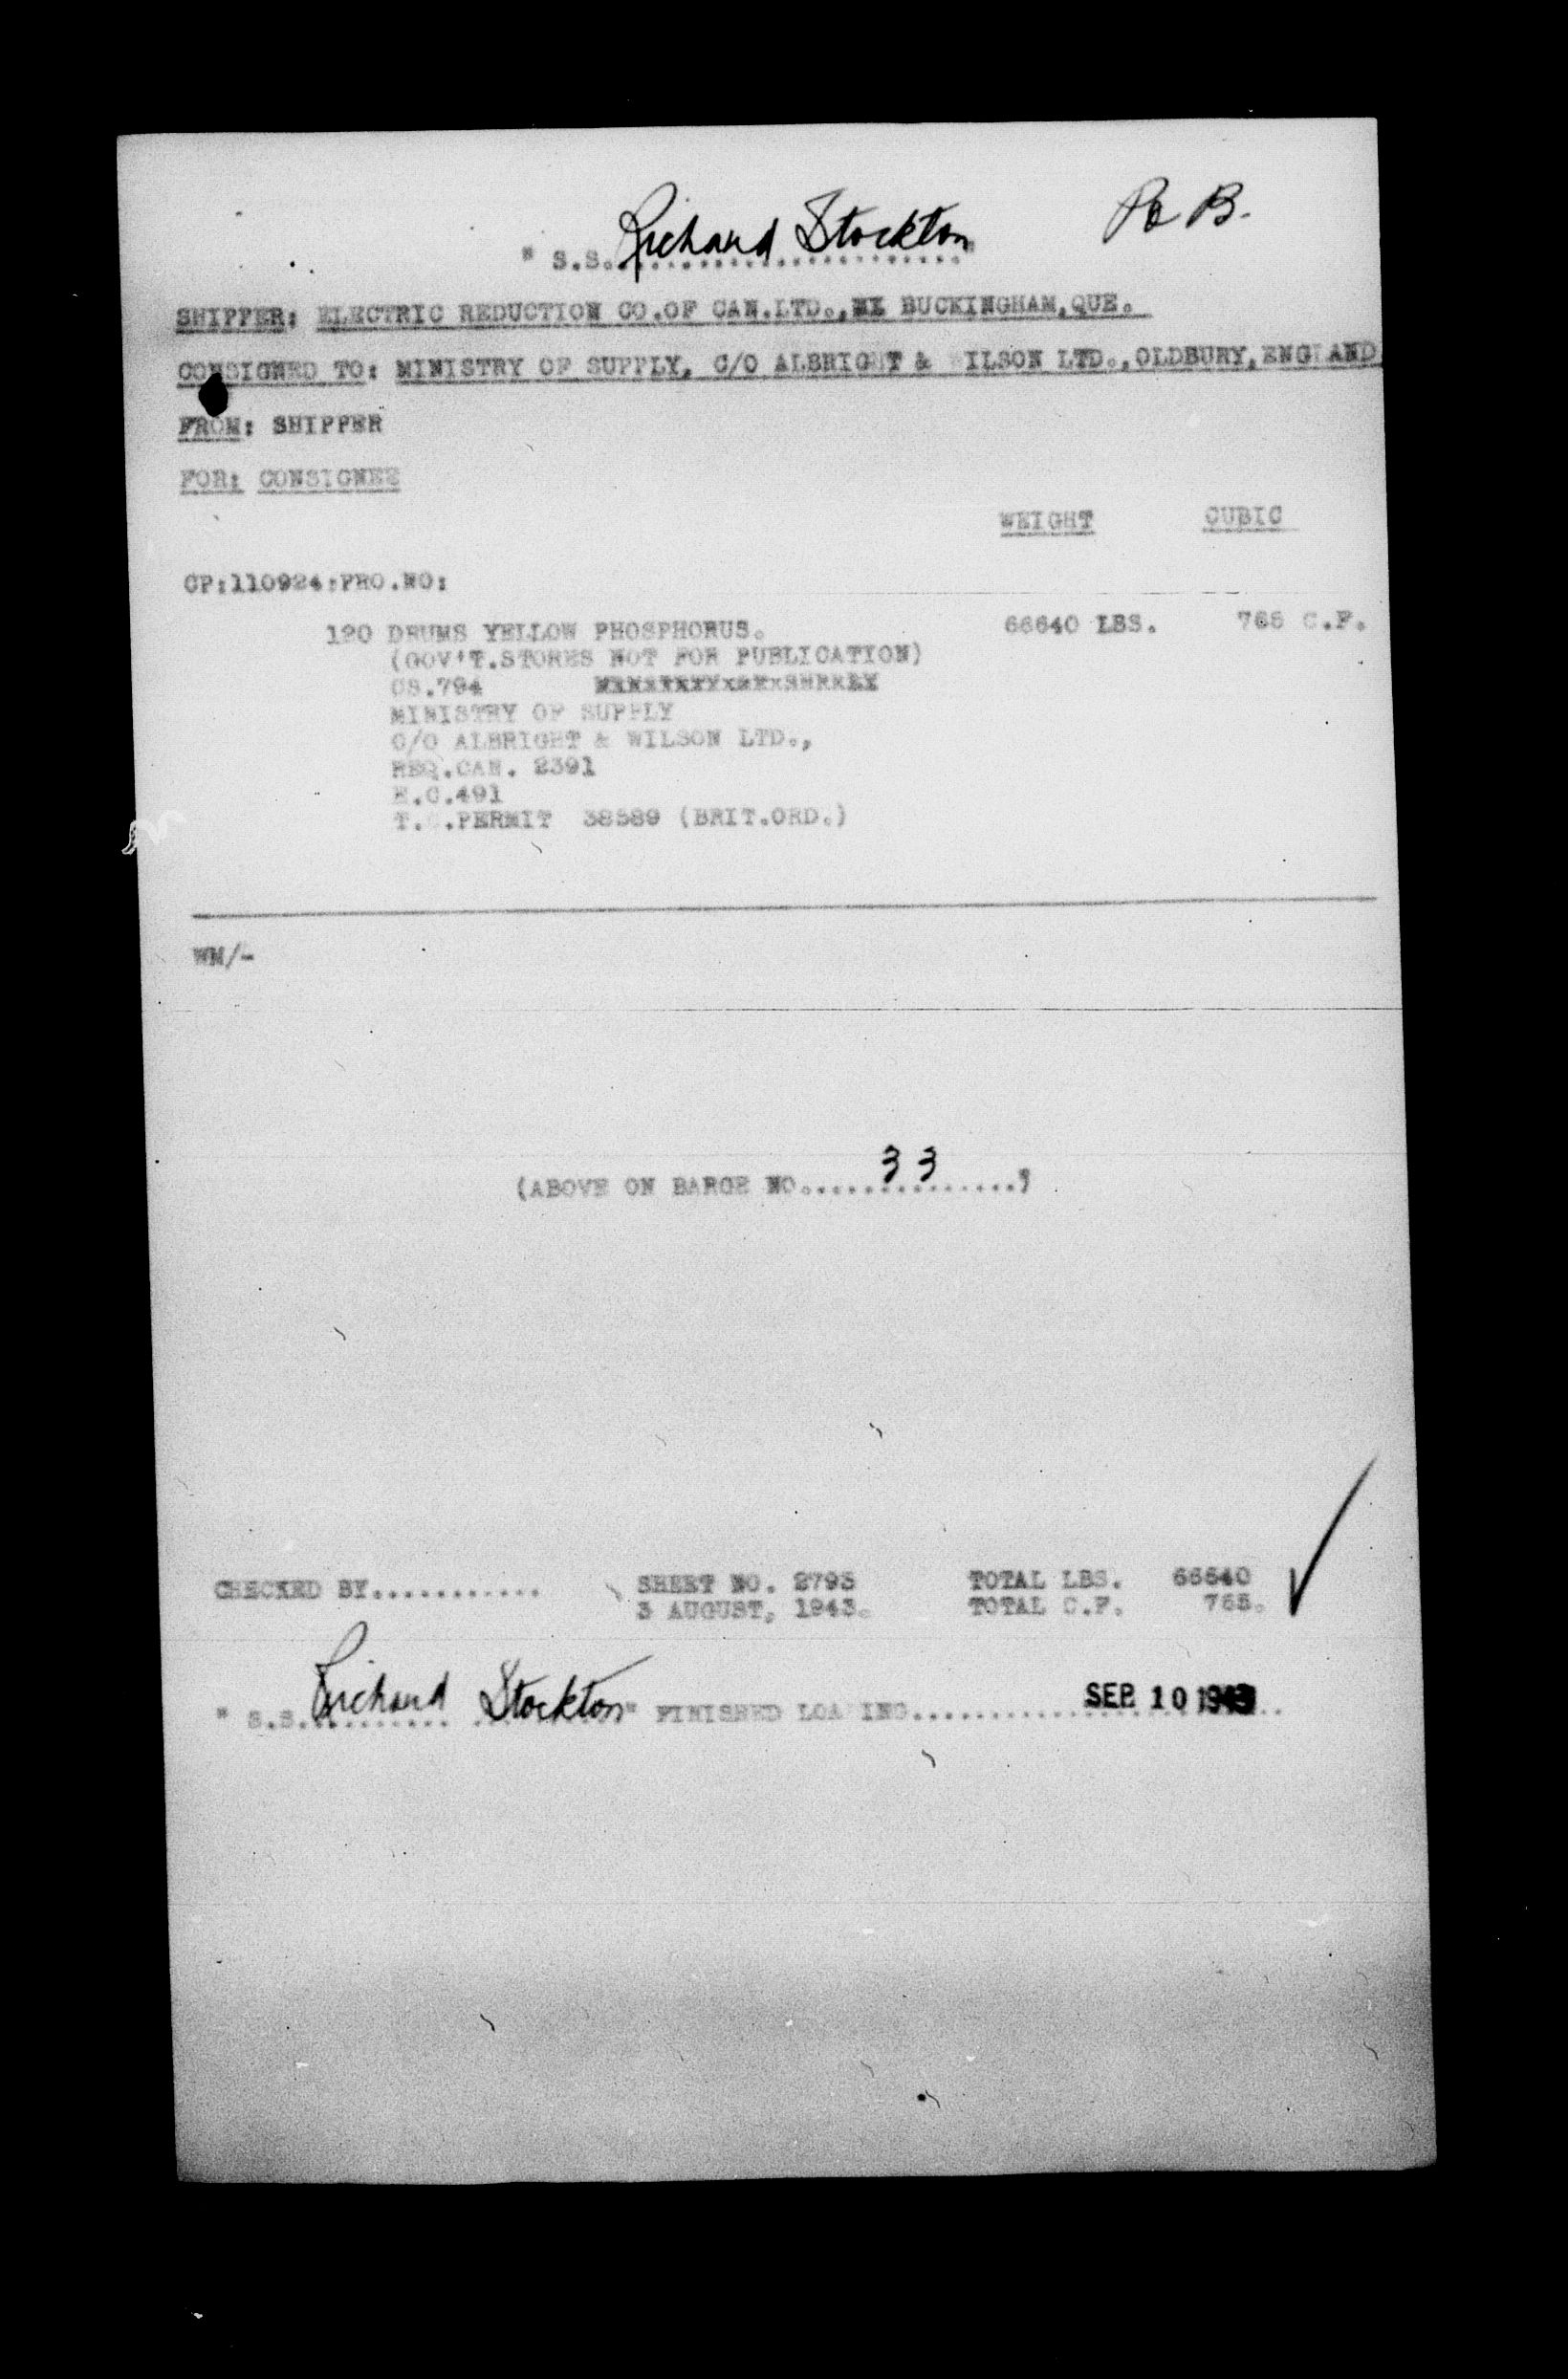 " S.S. Richard Stockton "
SHIPPER: ELECTRIC REDUCTION CO.OF CAN.LTD., BUCKINGHAM,QUE.
CONSIGNED TO: MINISTRY OF SUPPLY, C/O ALBRIGHT & WILSON LTD.,OLDBURY,ENGLAND
FROM: SHIPPER
FOR: CONSIGNEE
WEIGHT CUBIC
CP:110924:PRO.NO:
120 DRUMS YELLOW PHOSPHORUS. 66640 LBS. 765 C.F.
(GOV'T.STORES NOT FOR PUBLICATION)
CS.794
MINISTRY OF SUPPLY
C/O ALBRIGHT & WILSON LTD.,
REQ.CAN. 2391
E.C.491
T. .PERMIT 38589 (BRIT.ORD.)
WM/-
(ABOVE ON BARGE NO....33....)
CHECKED BY........... SHEET NO. 2793 TOTAL LBS. 66640
3 AUGUST, 1943. TOTAL C.F. 765.
" S.S. Richard Stockton " FINISHED LOADING.......... SEP. 10 1943